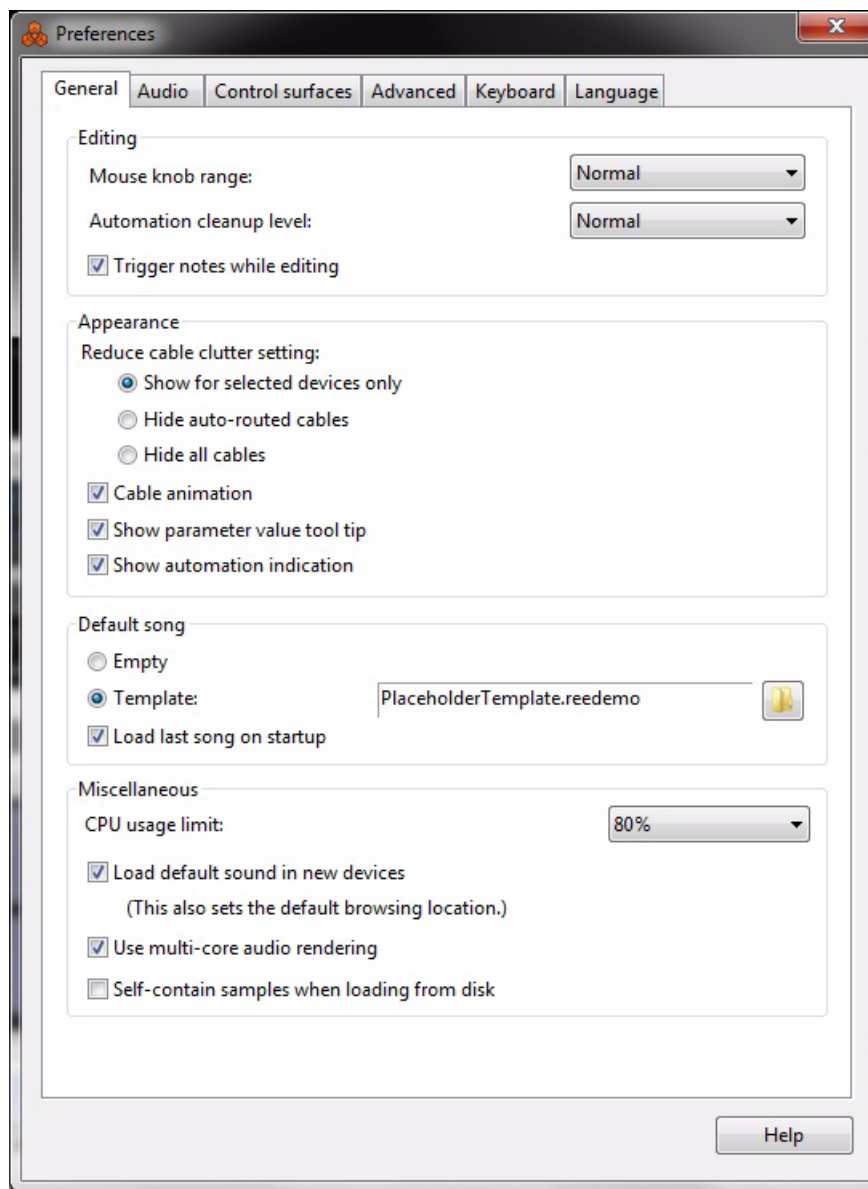 Preferences
General Audio Control surfaces Advanced Keyboard Language
Editing
Mouse knob range: Normal
Automation cleanup level: Normal
Trigger notes while editing
Appearance
Reduce cable clutter setting:
Show for selected devices only
Hide auto-routed cables
Hide all cables
Cable animation
Show parameter value tool tip
Show automation indication
Default song
Empty
Template: PlaceholderTemplate.reedemo
Load last song on startup
Miscellaneous
CPU usage limit: 80%
Load default sound in new devices
(This also sets the default browsing location.)
Use multi-core audio rendering
Self-contain samples when loading from disk
Help